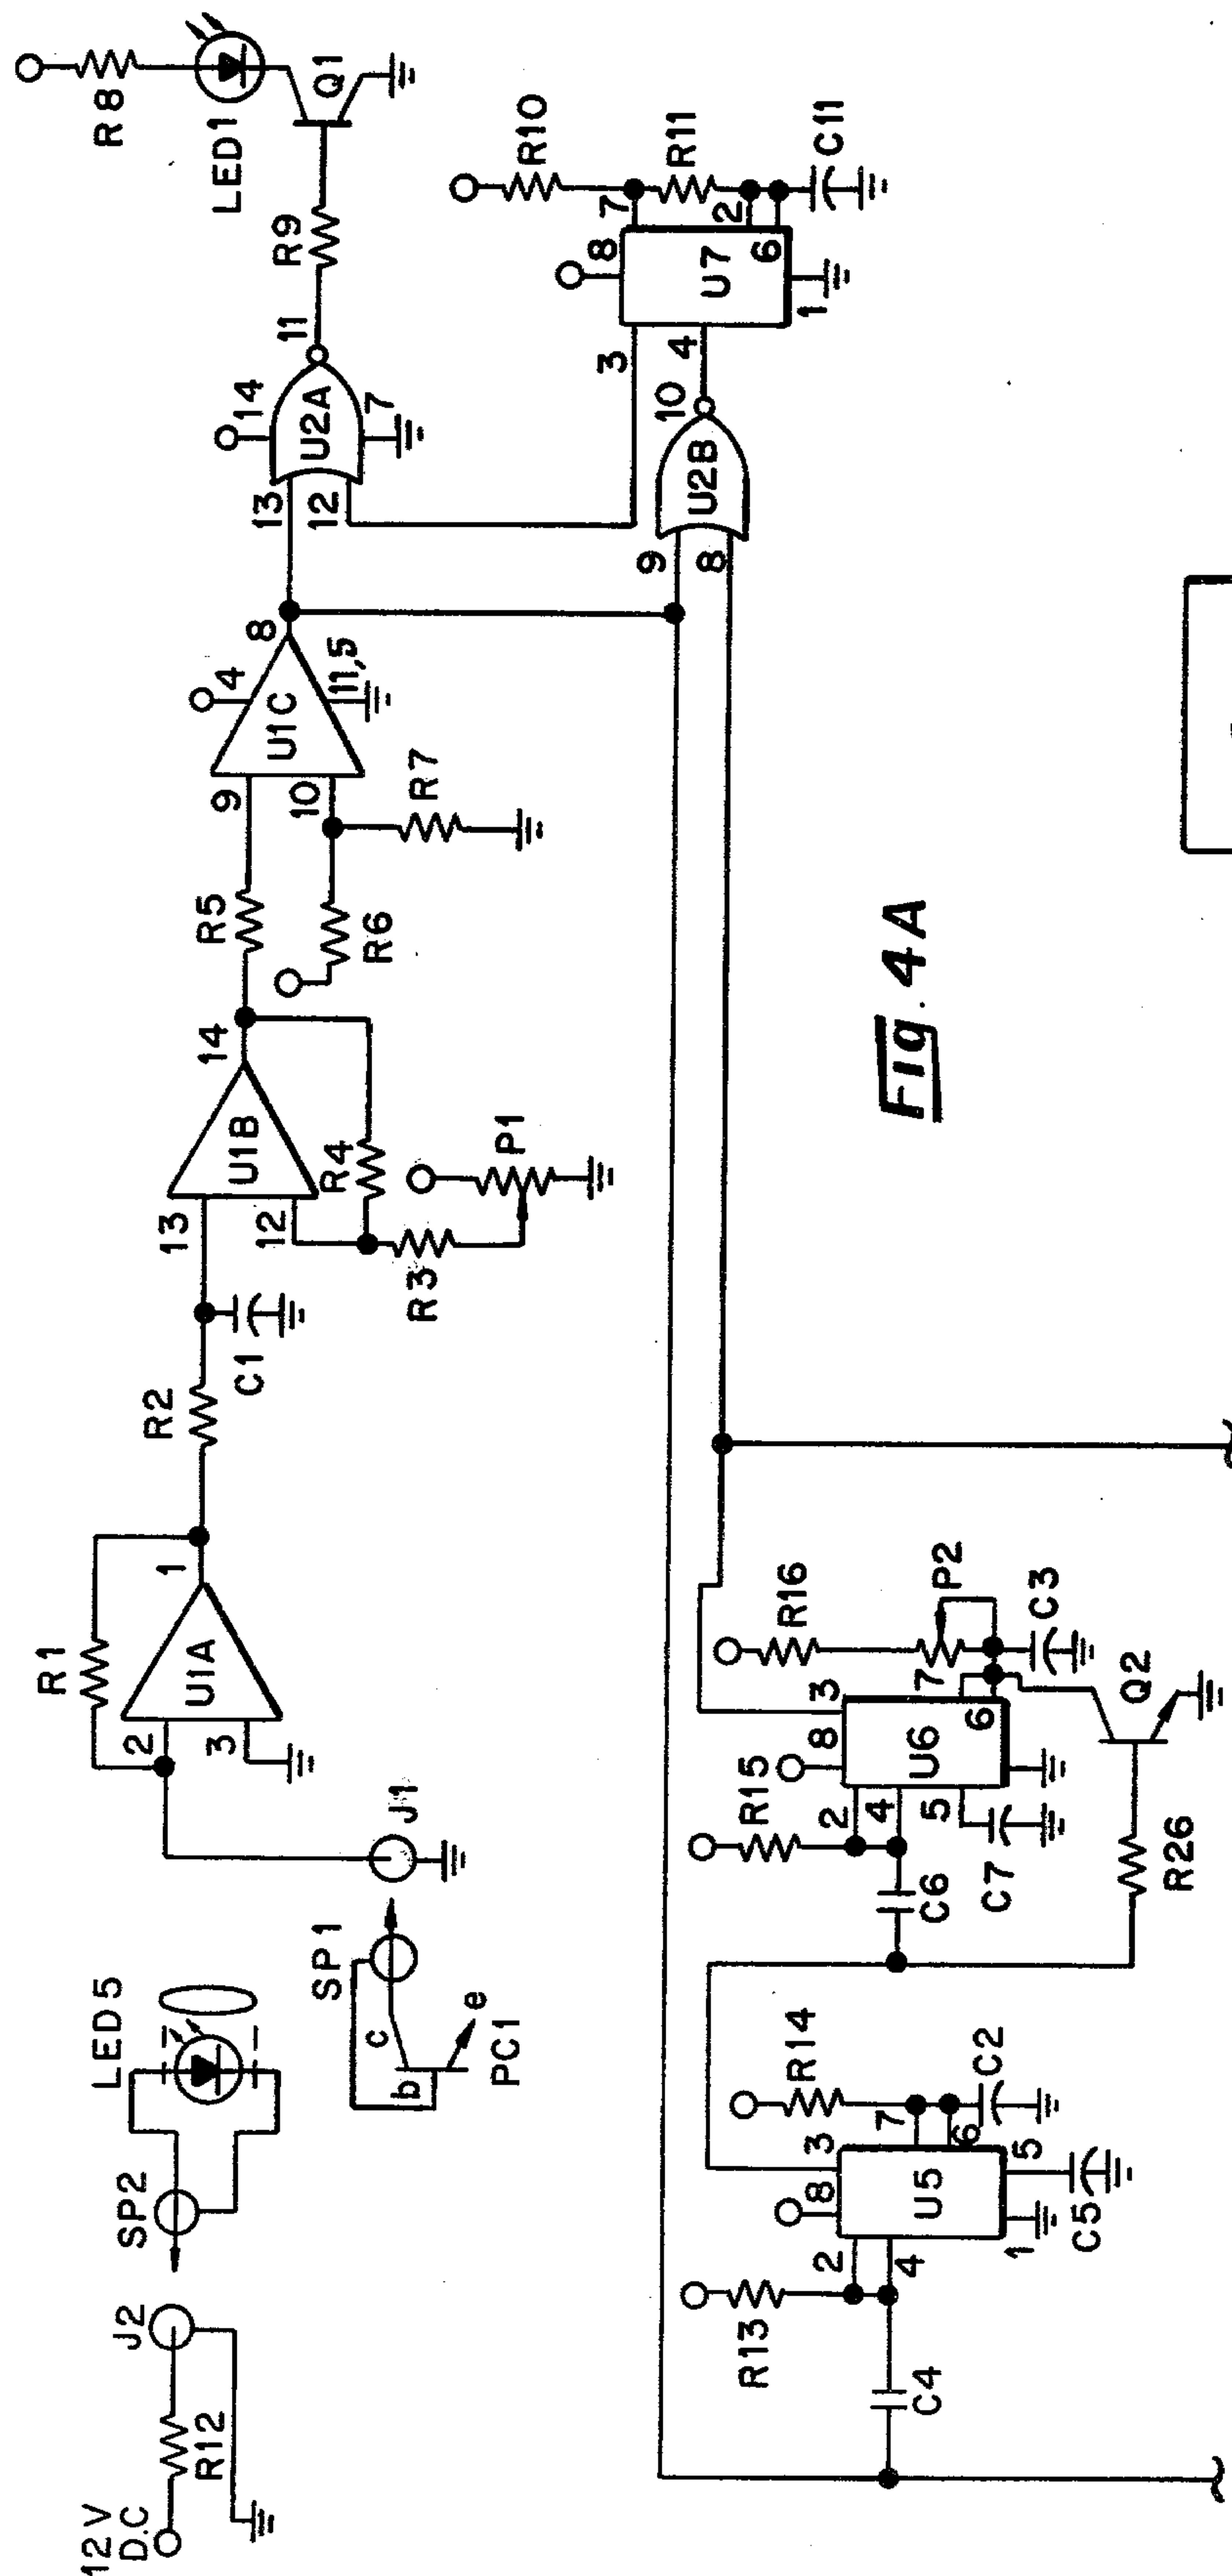 12 V
D.C
R12
J2
SP2
LED5
SP1
c
b
e
PC1
J1
R1
2
3
U1A
1
R2
C1
13
12
U1B
14
R4
R3
P1
R5
R6
9
10
U1C
4
8
11,5
R7
13
12
U2A
14
7
11
R9
R8
LED1
Q1
9
8
U2B
10
3
4
U7
8
7
2
6
1
R10
R11
C11
C4
R13
2
4
U5
8
3
7
6
5
1
C5
R14
C2
C6
R15
2
4
5
U6
8
3
7
6
C7
R16
P2
C3
Q2
R26
Fig. 4A